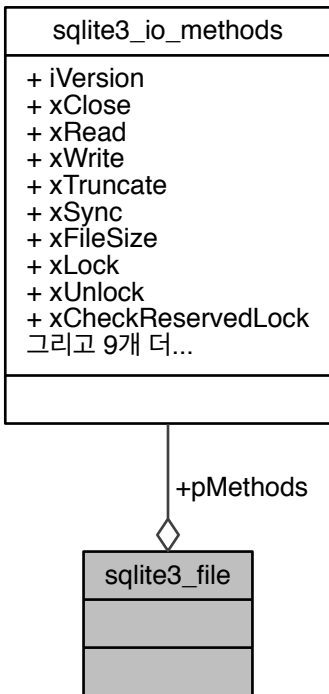 sqlite3_io_methods
+ iVersion
+ xClose
+ xRead
+ xWrite
+ xTruncate
+ xSync
+ xFileSize
+ xLock
+ xUnlock
+ xCheckReservedLock
그리고 9개 더...
+pMethods
sqlite3_file